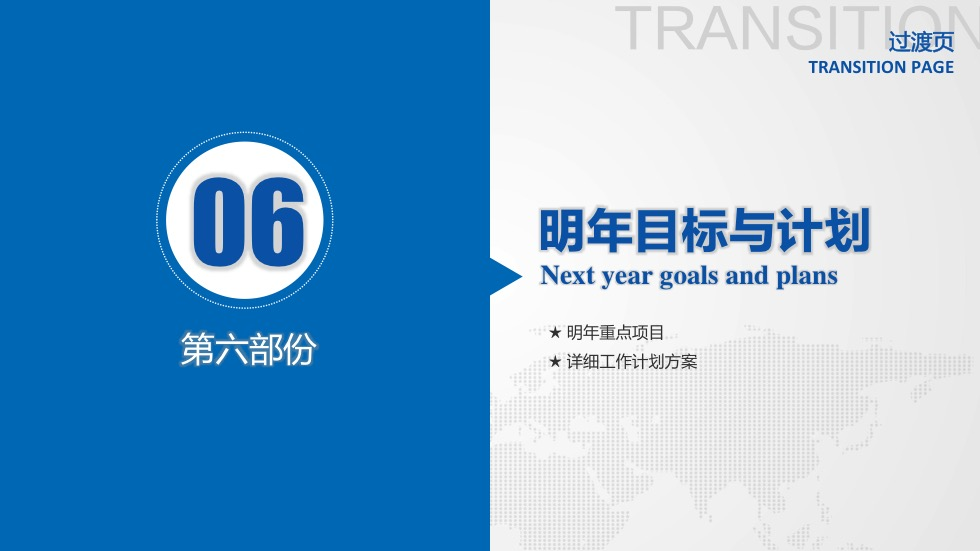 TRANSITION
过渡页
TRANSITION PAGE
06
第六部份
明年目标与计划
Next year goals and plans
★ 明年重点项目
★ 详细工作计划方案